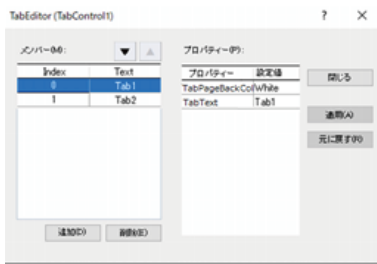 TabEditor (TabControl1)
? ×
メンバー(M):
▼ ▲
プロパティー(P):
Index Text
0 Tab1
1 Tab2
プロパティー 設定値
TabPageBackCol White
TabText Tab1
閉じる
適用(A)
元に戻す(R)
追加(D) 削除(E)